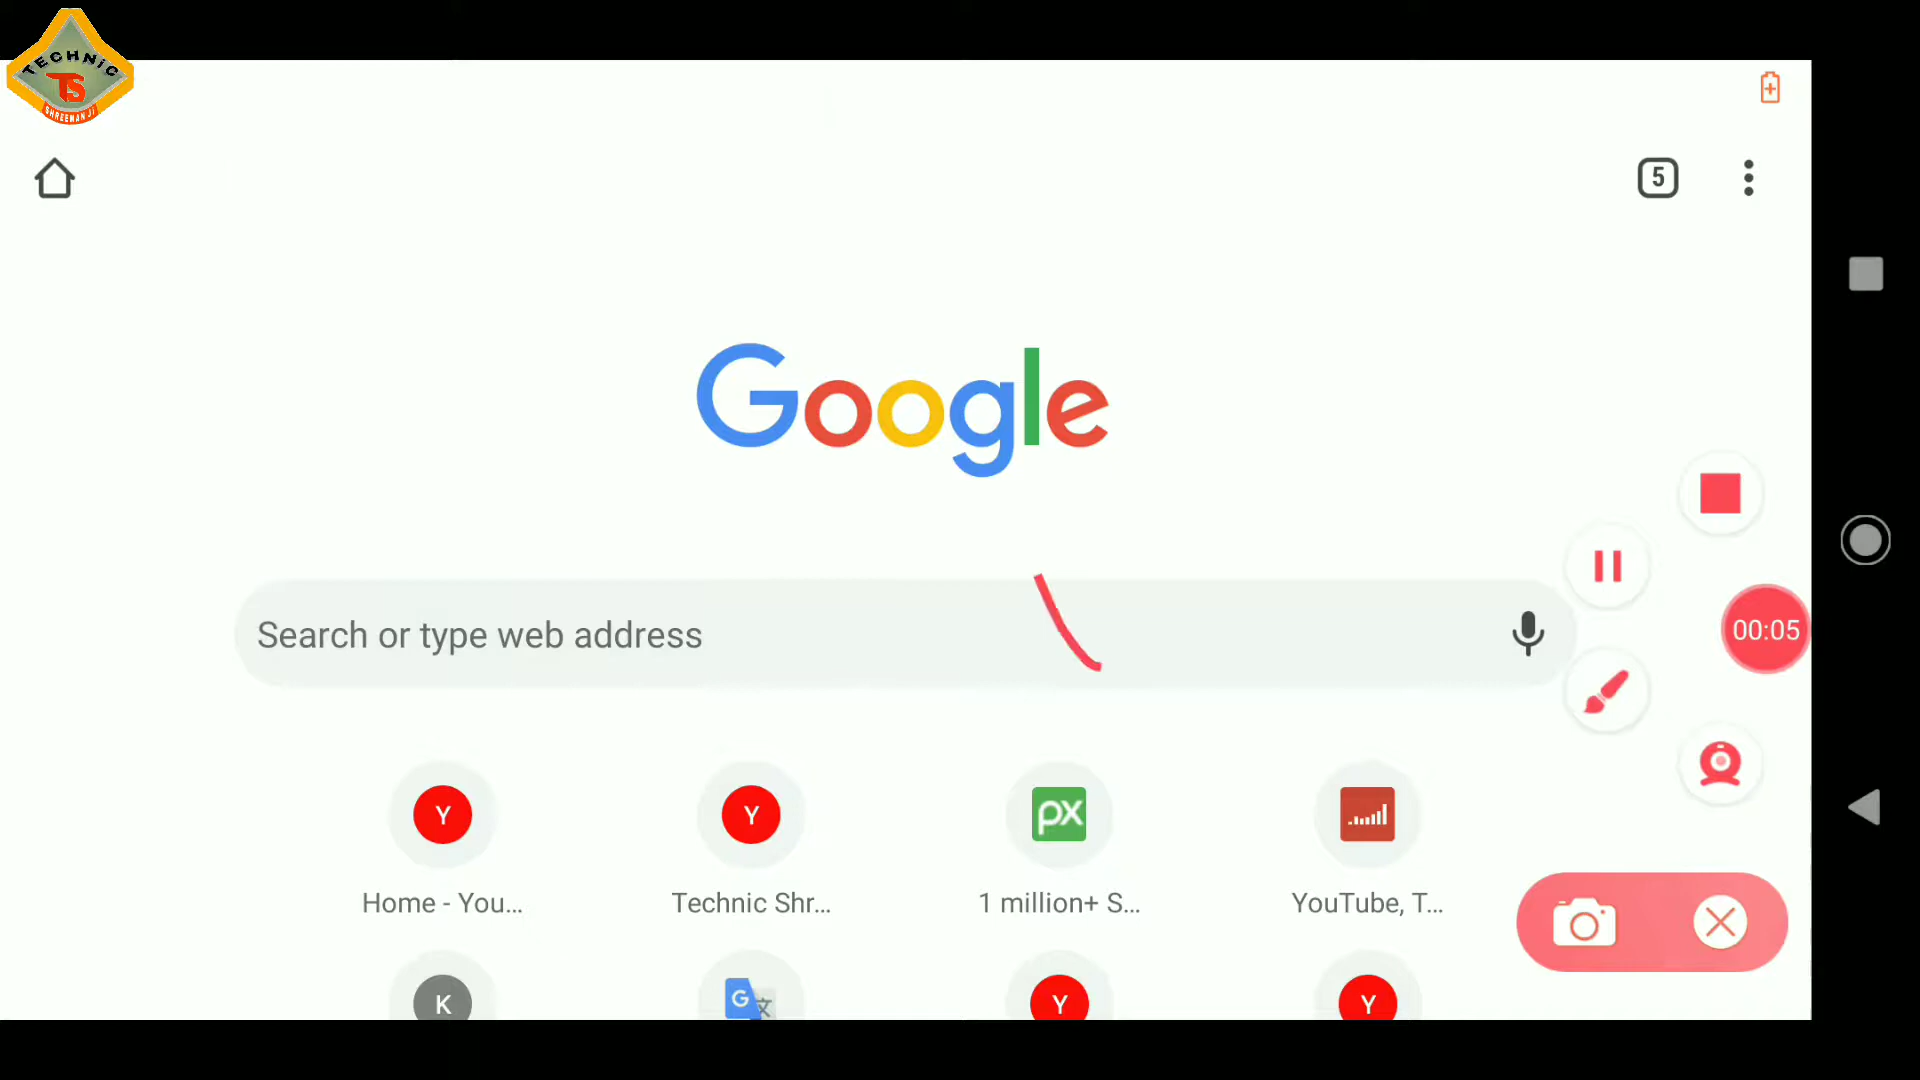 TECHNiC
TS
SHREEMAN Ji
5
Google
Search or type web address
00:05
Y
Y
px
Home - You...
Technic Shr...
1 million+ S...
YouTube, T...
K
G 文
Y
Y